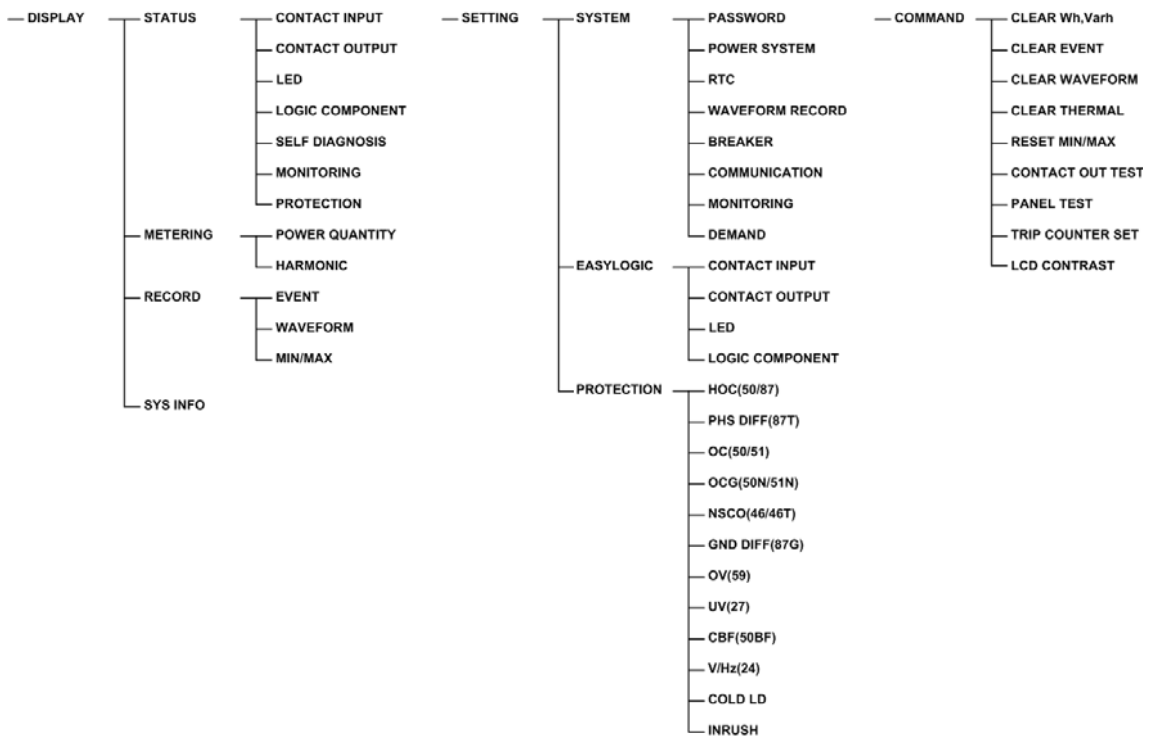 DISPLAY
STATUS
CONTACT INPUT
CONTACT OUTPUT
LED
LOGIC COMPONENT
SELF DIAGNOSIS
MONITORING
PROTECTION
METERING
POWER QUANTITY
HARMONIC
RECORD
EVENT
WAVEFORM
MIN/MAX
SYS INFO
SETTING
SYSTEM
PASSWORD
POWER SYSTEM
RTC
WAVEFORM RECORD
BREAKER
COMMUNICATION
MONITORING
DEMAND
EASYLOGIC
CONTACT INPUT
CONTACT OUTPUT
LED
LOGIC COMPONENT
PROTECTION
HOC(50/87)
PHS DIFF(87T)
OC(50/51)
OCG(50N/51N)
NSCO(46/46T)
GND DIFF(87G)
OV(59)
UV(27)
CBF(50BF)
V/Hz(24)
COLD LD
INRUSH
COMMAND
CLEAR Wh,Varh
CLEAR EVENT
CLEAR WAVEFORM
CLEAR THERMAL
RESET MIN/MAX
CONTACT OUT TEST
PANEL TEST
TRIP COUNTER SET
LCD CONTRAST